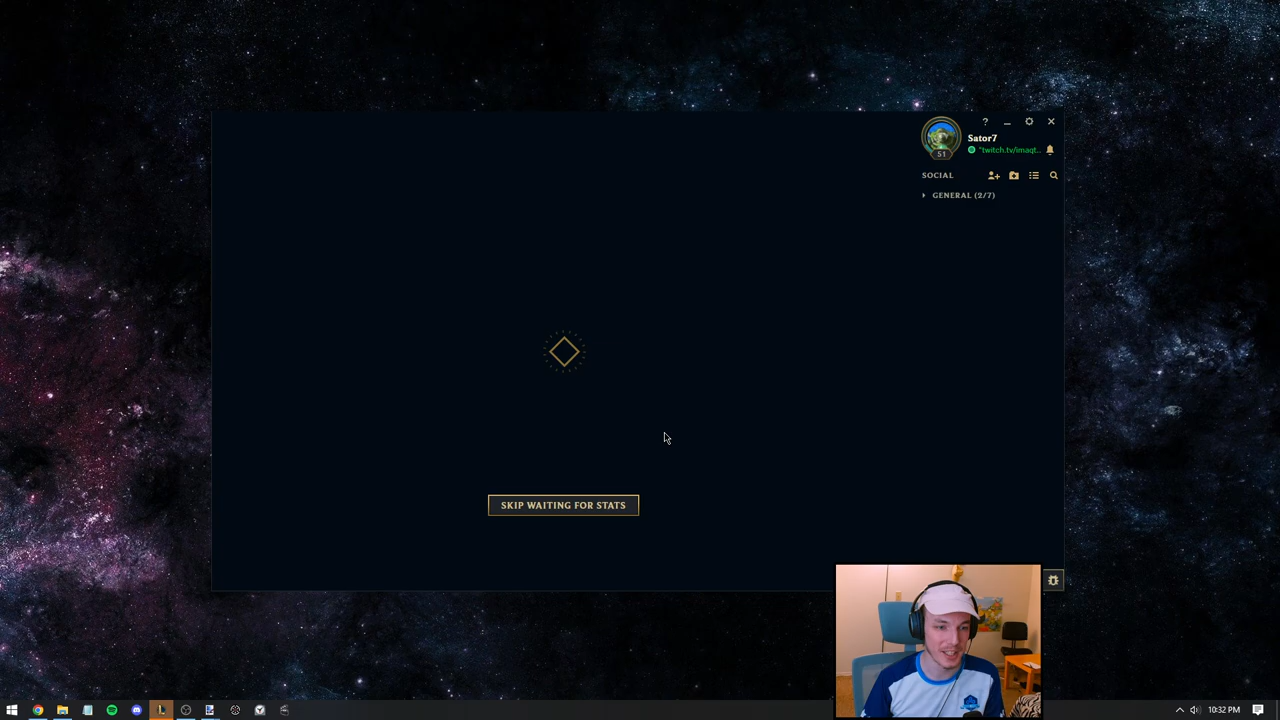 Sator7
51
"twitch.tv/imaqt...
SOCIAL
GENERAL (2/7)
SKIP WAITING FOR STATS
10:32 PM